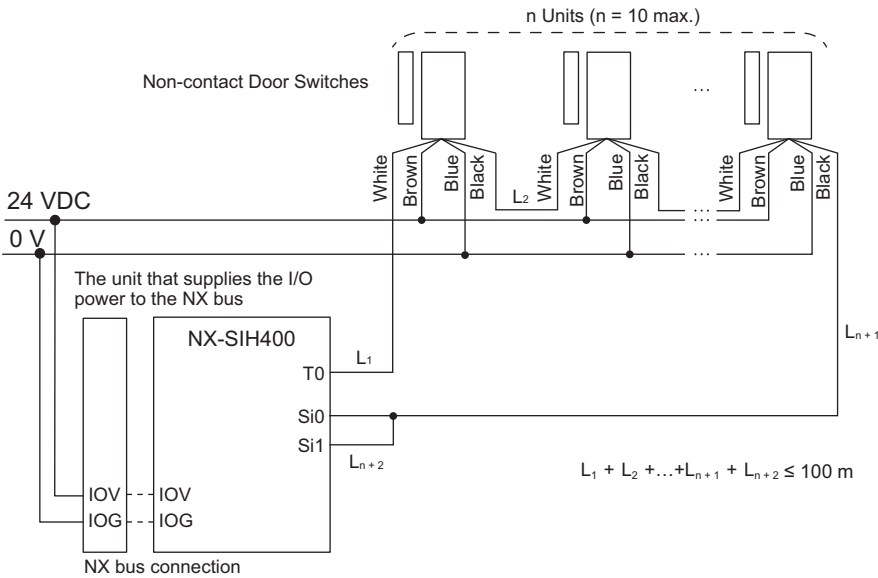 n Units (n = 10 max.)
Non-contact Door Switches
...
White
Brown
Blue
Black
L2
White
Brown
Blue
Black
White
Brown
Blue
Black
24 VDC
...
...
0 V
...
The unit that supplies the I/O
power to the NX bus
NX-SIH400
L1
Ln + 1
T0
Si0
Si1
Ln + 2
L1 + L2 +...+Ln + 1 + Ln + 2 ≤ 100 m
IOV
IOV
IOG
IOG
NX bus connection